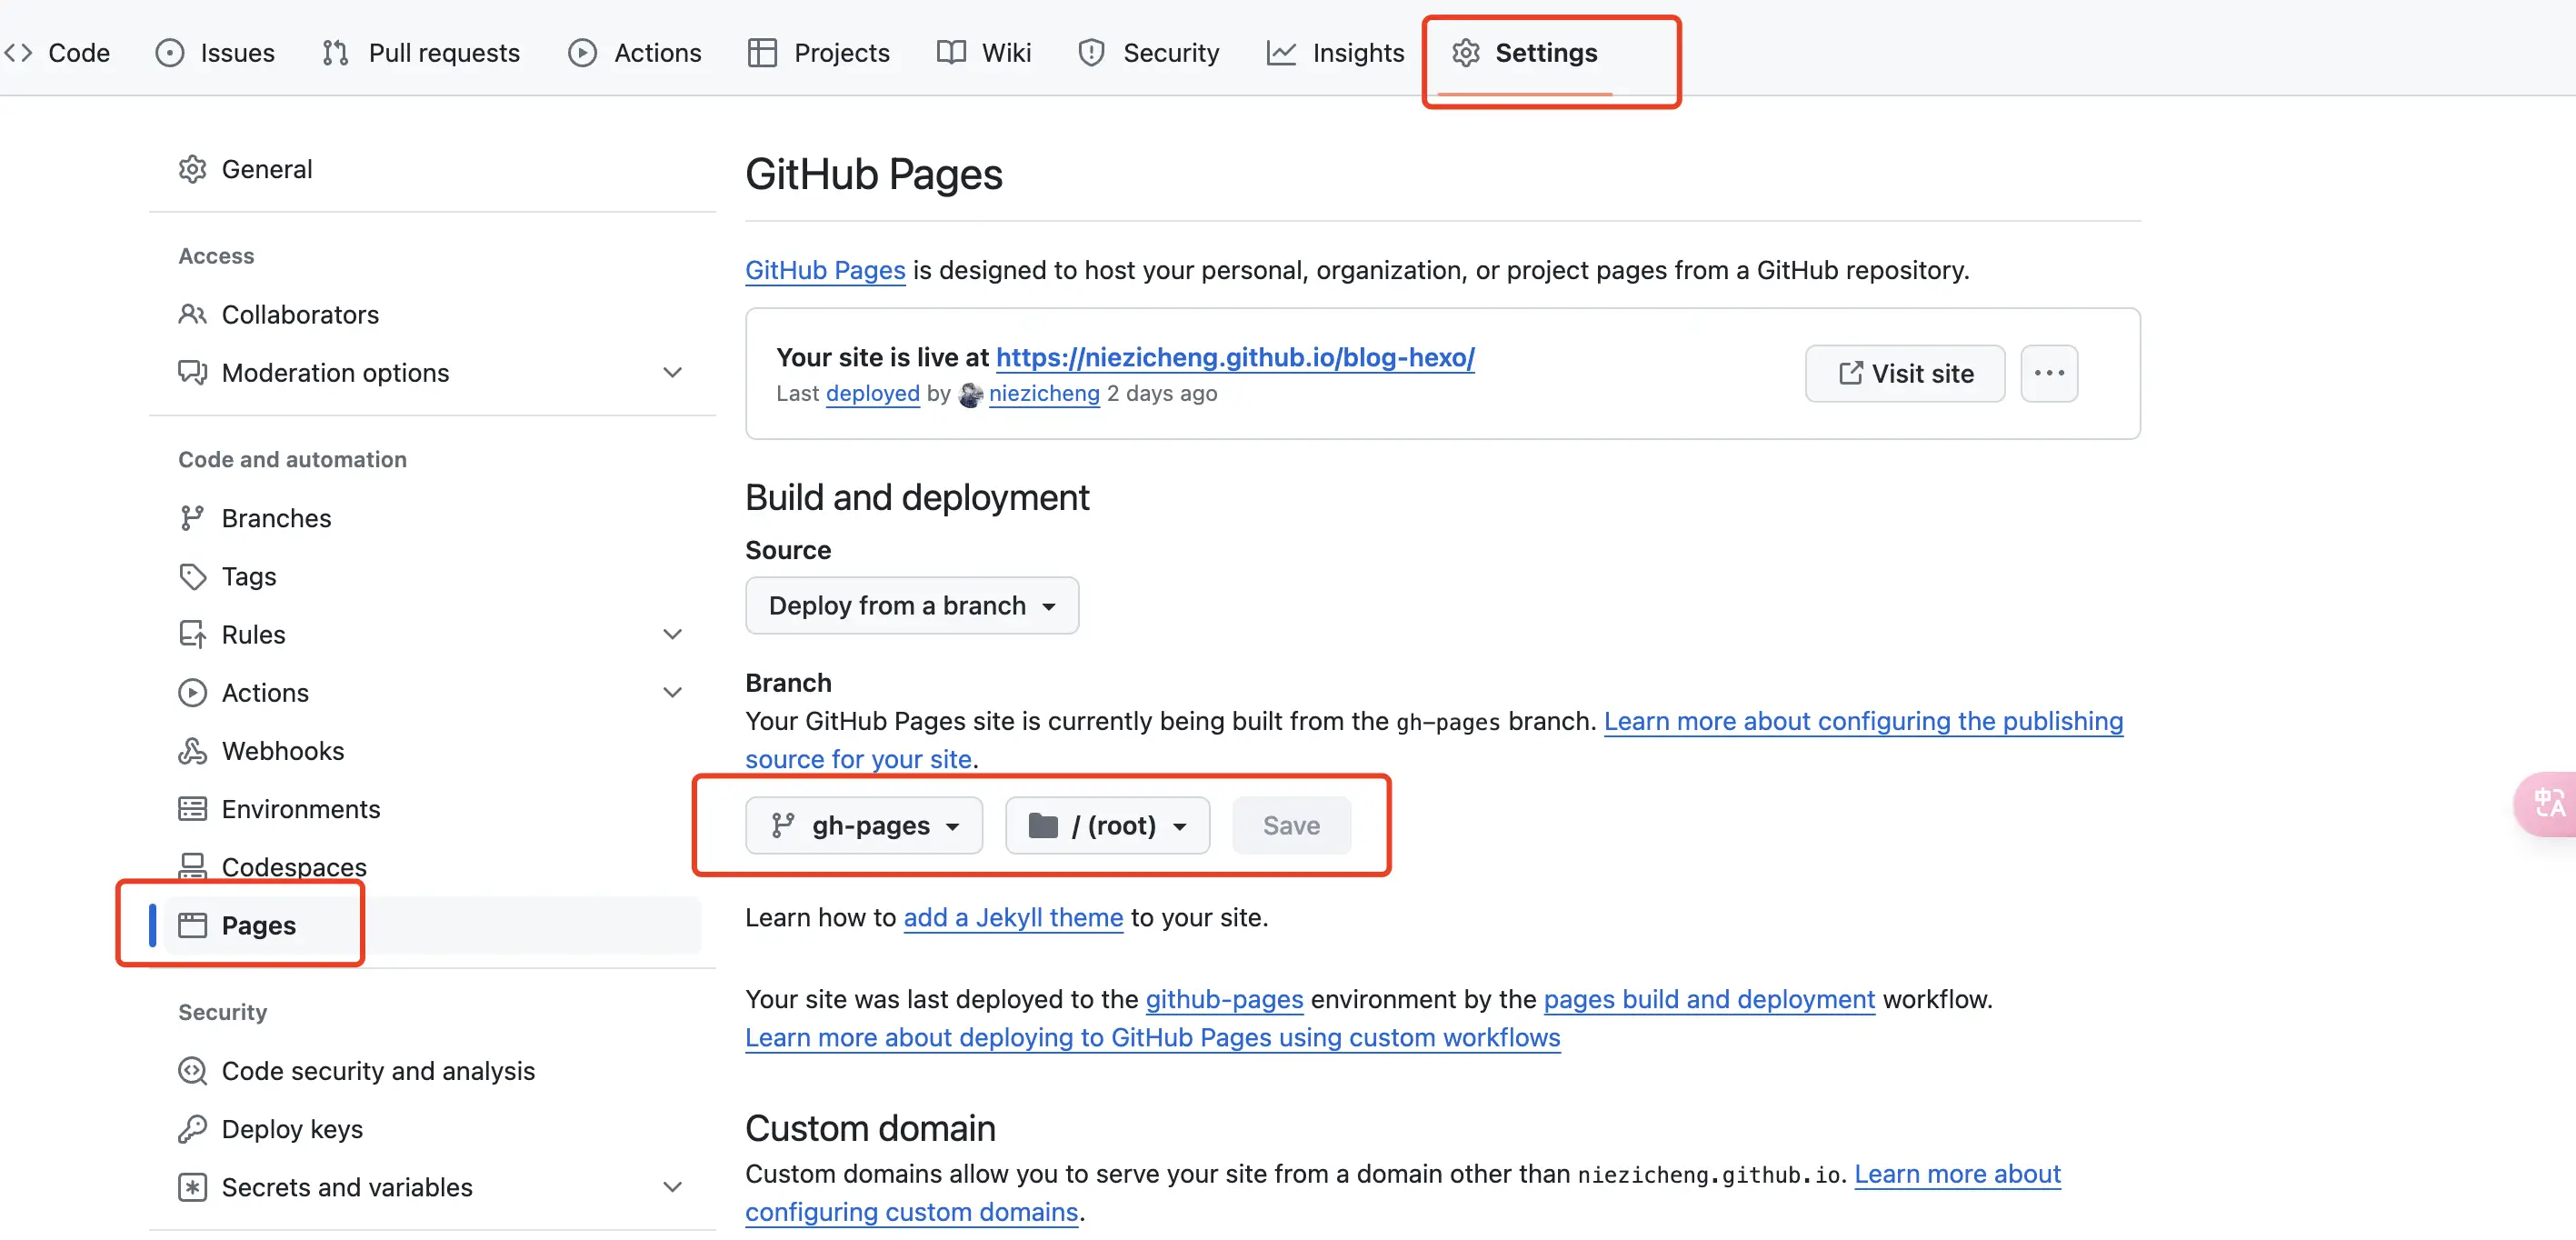 Code
Issues
Pull requests
Actions
Projects
Wiki
Security
Insights
Settings
General
Access
Collaborators
Moderation options
Code and automation
Branches
Tags
Rules
Actions
Webhooks
Environments
Codespaces
Pages
Security
Code security and analysis
Deploy keys
Secrets and variables
GitHub Pages
GitHub Pages is designed to host your personal, organization, or project pages from a GitHub repository.
Your site is live at https://niezicheng.github.io/blog-hexo/
Last deployed by niezicheng 2 days ago
Visit site
Build and deployment
Source
Deploy from a branch
Branch
Your GitHub Pages site is currently being built from the gh-pages branch. Learn more about configuring the publishing
source for your site.
gh-pages
/ (root)
Save
Learn how to add a Jekyll theme to your site.
Your site was last deployed to the github-pages environment by the pages build and deployment workflow.
Learn more about deploying to GitHub Pages using custom workflows
Custom domain
Custom domains allow you to serve your site from a domain other than niezicheng.github.io. Learn more about
configuring custom domains.
中A